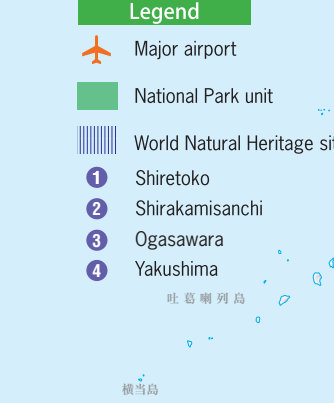 Legend
Major airport
National Park unit
World Natural Heritage sit
1 Shiretoko
2 Shirakamisanchi
3 Ogasawara
4 Yakushima
吐葛喇列島
横当島